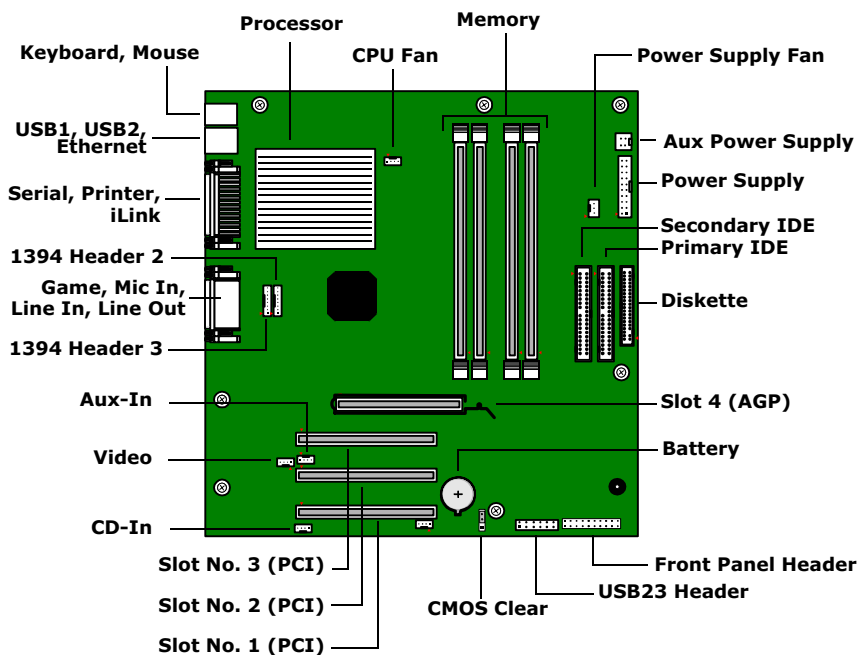 Processor
Memory
Keyboard, Mouse
CPU Fan
Power Supply Fan
USB1, USB2,
Ethernet
Aux Power Supply
Power Supply
Serial, Printer,
iLink
Secondary IDE
Primary IDE
1394 Header 2
Game, Mic In,
Line In, Line Out
Diskette
1394 Header 3
Aux-In
Slot 4 (AGP)
Video
Battery
+
CD-In
Slot No. 3 (PCI)
Front Panel Header
USB23 Header
Slot No. 2 (PCI)
CMOS Clear
Slot No. 1 (PCI)